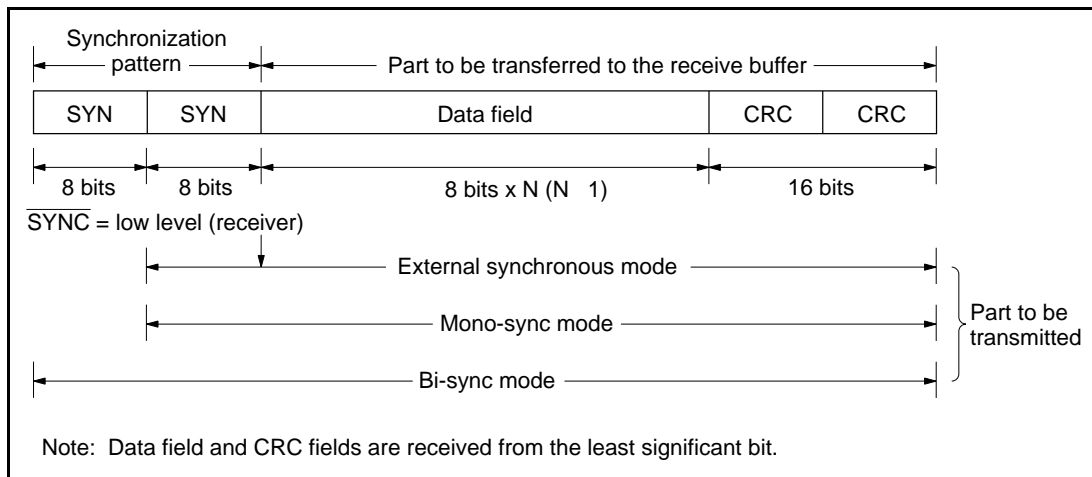 Synchronization
pattern
Part to be transferred to the receive buffer
SYN SYN Data field CRC CRC
8 bits 8 bits 8 bits x N (N 1) 16 bits
SYNC = low level (receiver)
External synchronous mode
Mono-sync mode
Part to be
transmitted
Bi-sync mode
Note: Data field and CRC fields are received from the least significant bit.